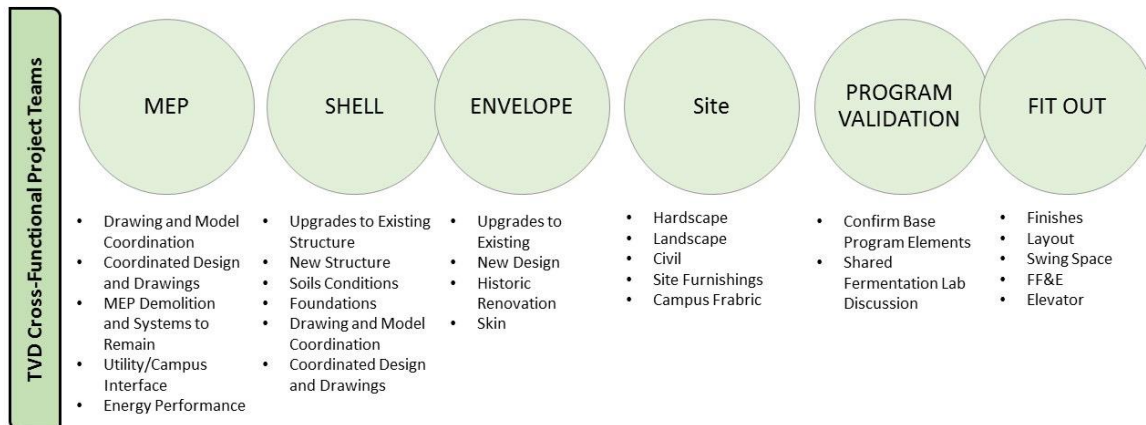 TVD Cross-Functional Project Teams
MEP
SHELL
ENVELOPE
Site
PROGRAM
VALIDATION
FIT OUT
• Drawing and Model
Coordination
• Coordinated Design
and Drawings
• MEP Demolition
and Systems to
Remain
• Utility/Campus
Interface
• Energy Performance
• Upgrades to Existing
Structure
• New Structure
• Soils Conditions
• Foundations
• Drawing and Model
Coordination
• Coordinated Design
and Drawings
• Upgrades to
Existing
• New Design
• Historic
Renovation
• Skin
• Hardscape
• Landscape
• Civil
• Site Furnishings
• Campus Frabric
• Confirm Base
Program Elements
• Shared
Fermentation Lab
Discussion
• Finishes
• Layout
• Swing Space
• FF&E
• Elevator